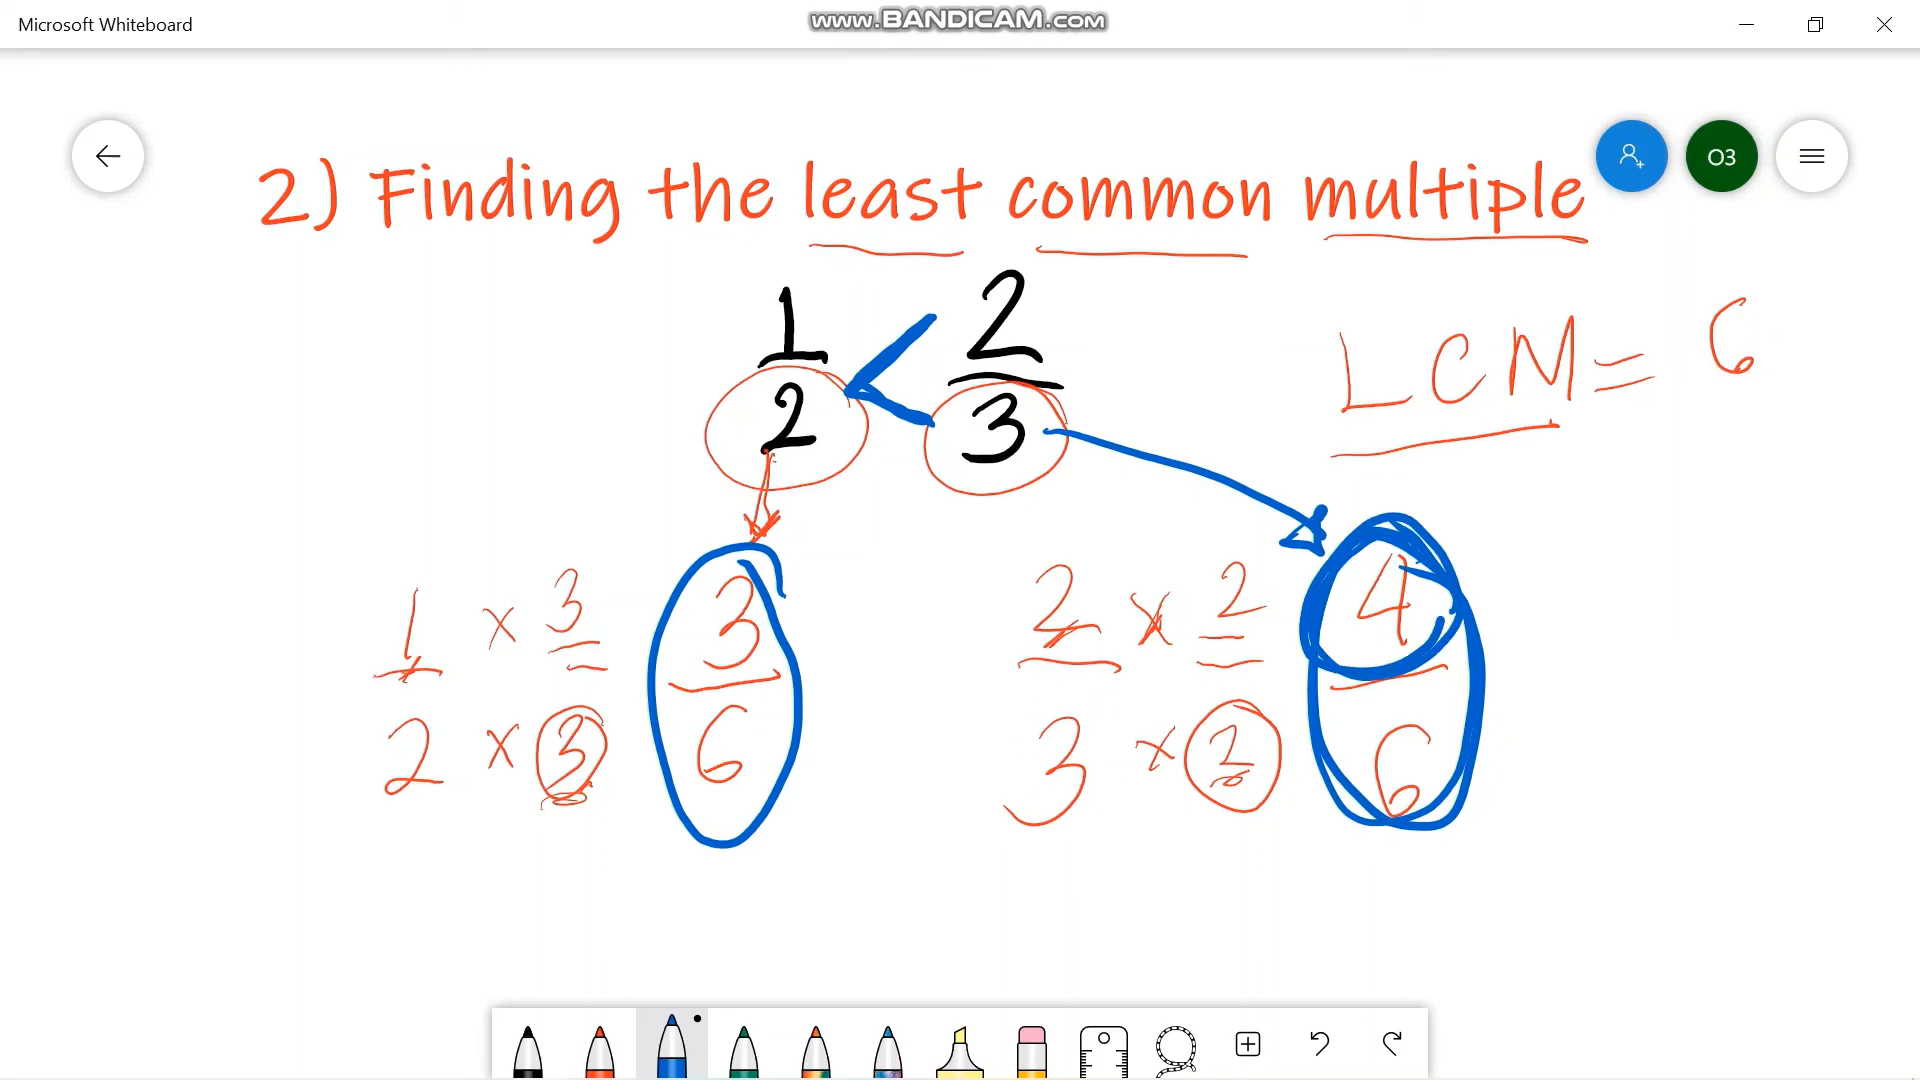 Microsoft Whiteboard
www.BANDICAM.com
O3
2) Finding the least common multiple
1/2 < 2/3
LCM = 6
1 × 3 3 2 × 2 4
2 × 3 6 3 × 2 6